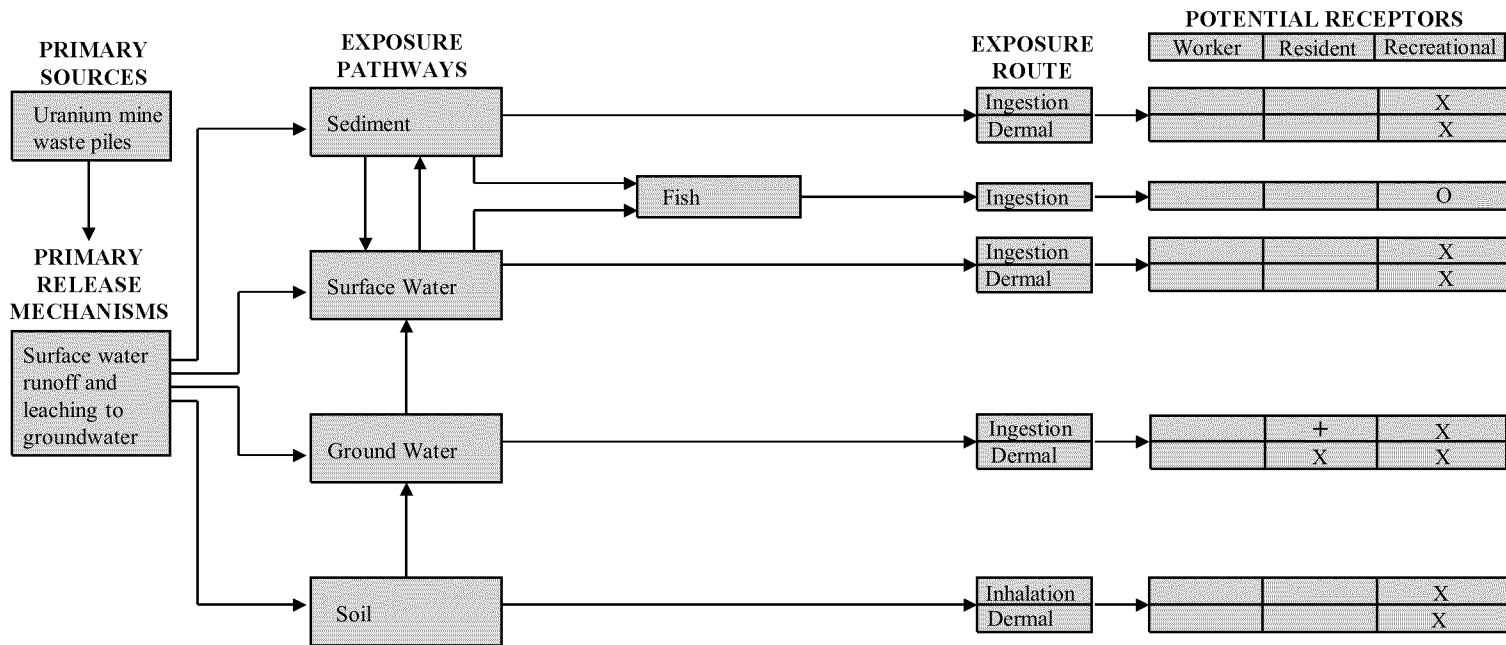 PRIMARY
SOURCES
Uranium mine
waste piles
PRIMARY
RELEASE
MECHANISMS
Surface water
runoff and
leaching to
groundwater
EXPOSURE
PATHWAYS
Sediment
Fish
Surface Water
Ground Water
Soil
EXPOSURE
ROUTE
POTENTIAL RECEPTORS
Worker Resident Recreational
Ingestion X
Dermal X
Ingestion O
Ingestion X
Dermal X
Ingestion + X
Dermal X X
Inhalation X
Dermal X